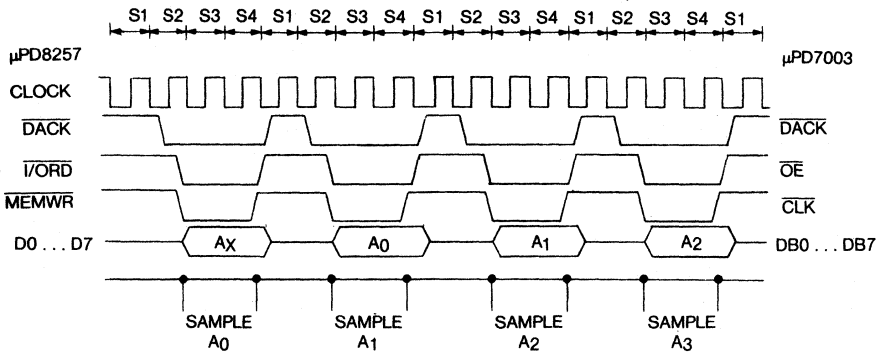 S1 S2 S3 S4 S1 S2 S3 S4 S1 S2 S3 S4 S1 S2 S3 S4 S1
μPD8257 μPD7003
CLOCK
DACK DACK
I/ORD OE
MEMWR CLK
D0 . . . D7 AX A0 A1 A2 DB0 . . . DB7
SAMPLE SAMPLE SAMPLE SAMPLE
A0 A1 A2 A3